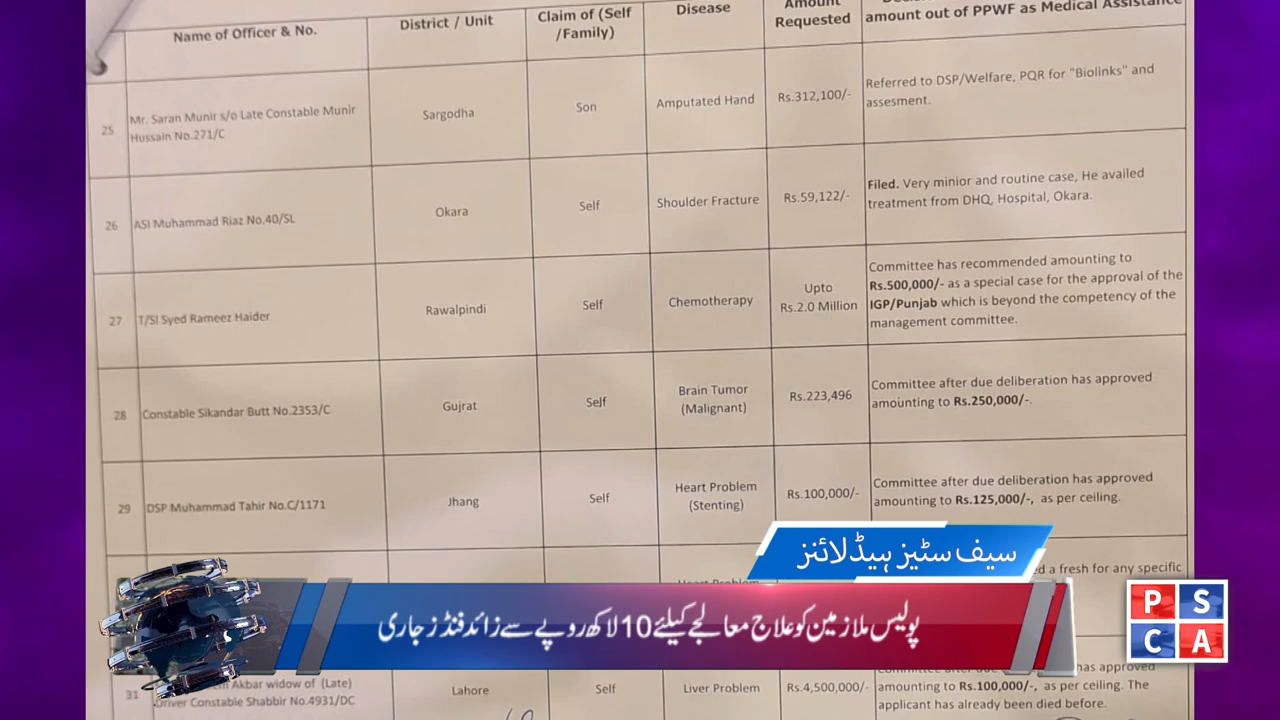 Name of Officer & No.
District / Unit
Claim of (Self
/Family)
Disease
Amount
Requested
amount out of PPWF as Medical Assistance
25
Mr. Saran Munir s/o Late Constable Munir
Hussain No.271/C
Sargodha
Son
Amputated Hand
Rs.312,100/-
Referred to DSP/Welfare, PQR for "Biolinks" and
assesment.
26
ASI Muhammad Riaz No.40/SL
Okara
Self
Shoulder Fracture
Rs.59,122/-
Filed. Very minior and routine case, He availed
treatment from DHQ, Hospital, Okara.
27
T/SI Syed Rameez Haider
Rawalpindi
Self
Chemotherapy
Upto
Rs.2.0 Million
Committee has recommended amounting to
Rs.500,000/- as a special case for the approval of the
IGP/Punjab which is beyond the competency of the
management committee.
28
Constable Sikandar Butt No.2353/C
Gujrat
Self
Brain Tumor
(Malignant)
Rs.223,496
Committee after due deliberation has approved
amounting to Rs.250,000/-.
29
DSP Muhammad Tahir No.C/1171
Jhang
Self
Heart Problem
(Stenting)
Rs.100,000/-
Committee after due deliberation has approved
amounting to Rs.125,000/-, as per ceiling.
Heart Problem
a fresh for any specific
سیف سٹیز ہیڈلائنز
پولیس ملازمین کو علاج معالجے کیلئے 10 لاکھ روپے سے زائد فنڈز جاری
P S
C A
31
Akbar widow of (Late)
Driver Constable Shabbir No.4931/DC
Lahore
Self
Liver Problem
Rs.4,500,000/-
Committee after due has approved
amounting to Rs.100,000/-, as per ceiling. The
applicant has already been died before.